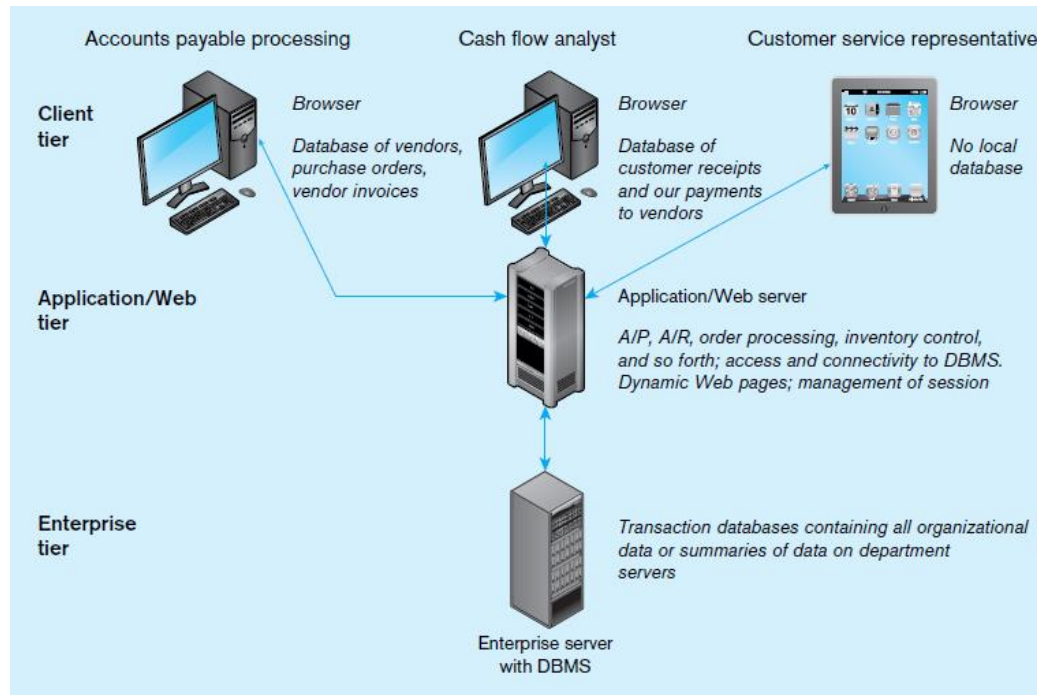 Accounts payable processing
Cash flow analyst
Customer service representative
Client
tier
Browser
Database of vendors,
purchase orders,
vendor invoices
Browser
Database of
customer receipts
and our payments
to vendors
10
Browser
No local
database
Application/Web
tier
Application/Web server
A/P, A/R, order processing, inventory control,
and so forth; access and connectivity to DBMS.
Dynamic Web pages; management of session
Enterprise
tier
Transaction databases containing all organizational
data or summaries of data on department
servers
Enterprise server
with DBMS